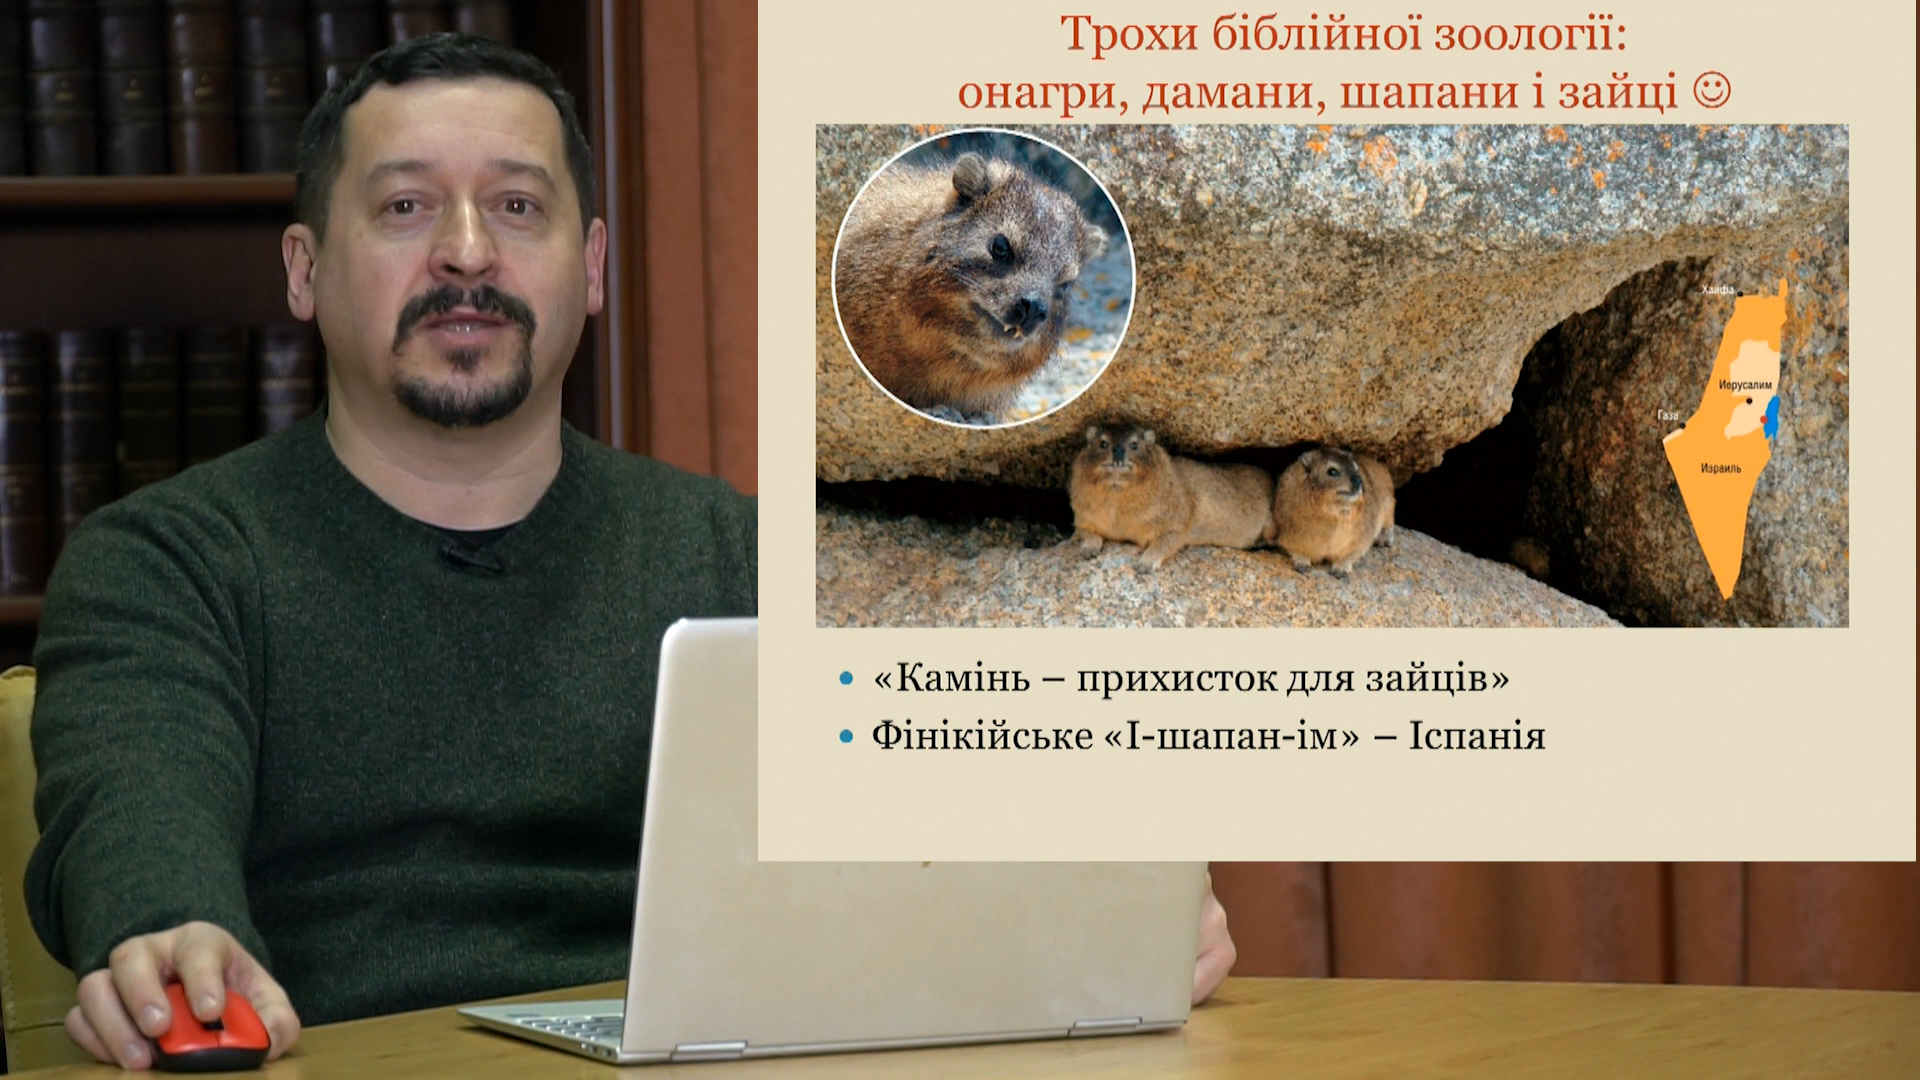 Трохи біблійної зоології:
онагри, дамани, шапани і зайці ☺
Хайфа
Иерусалим
Газа
Израиль
• «Камінь – прихисток для зайців»
• Фінікійське «І-шапан-ім» – Іспанія